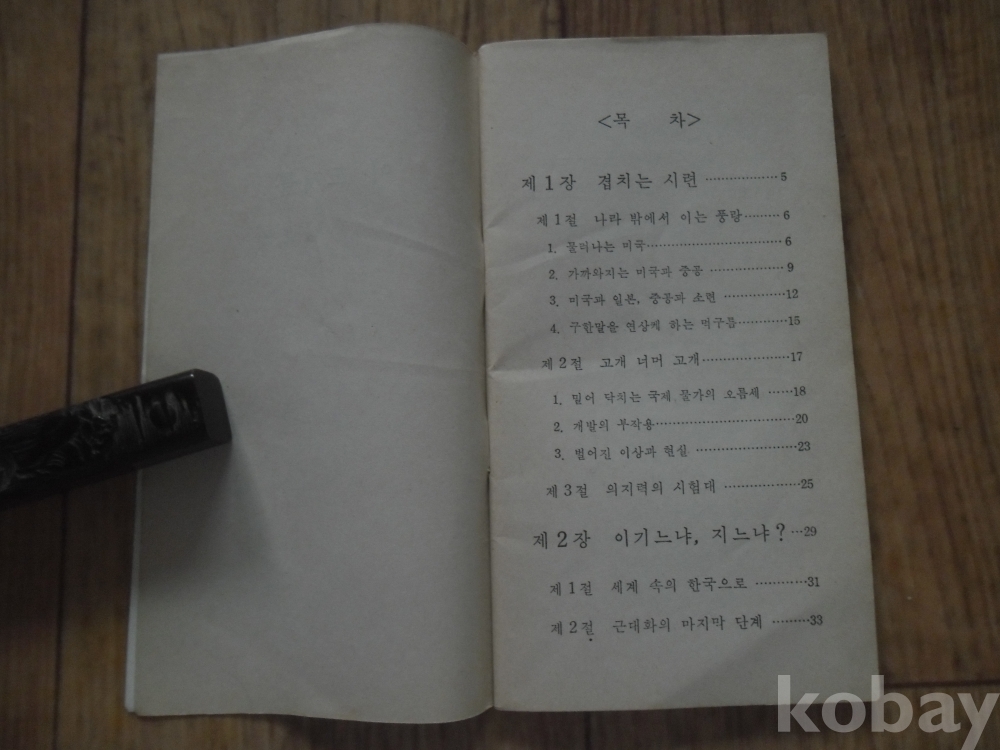 <목 차>
제1장 겹치는 시련 ················· 5
제1절 나라 밖에서 이는 풍랑 ········· 6
1. 물러나는 미국 ······························· 6
2. 가까와지는 미국과 중공 ················· 9
3. 미국과 일본, 중공과 소련 ·············· 12
4. 구한말을 연상케 하는 먹구름 ············ 15
제2절 고개 너머 고개 ···················· 17
1. 밀어 닥치는 국제 물가의 오름세 ······ 18
2. 개발의 부작용 ······························· 20
3. 벌어진 이상과 현실 ······················· 23
제3절 의지력의 시험대 ·················· 25
제2장 이기느냐, 지느냐? ··· 29
제1절 세계 속의 한국으로 ············ 31
제2절 근대화의 마지막 단계 ········· 33
kobay